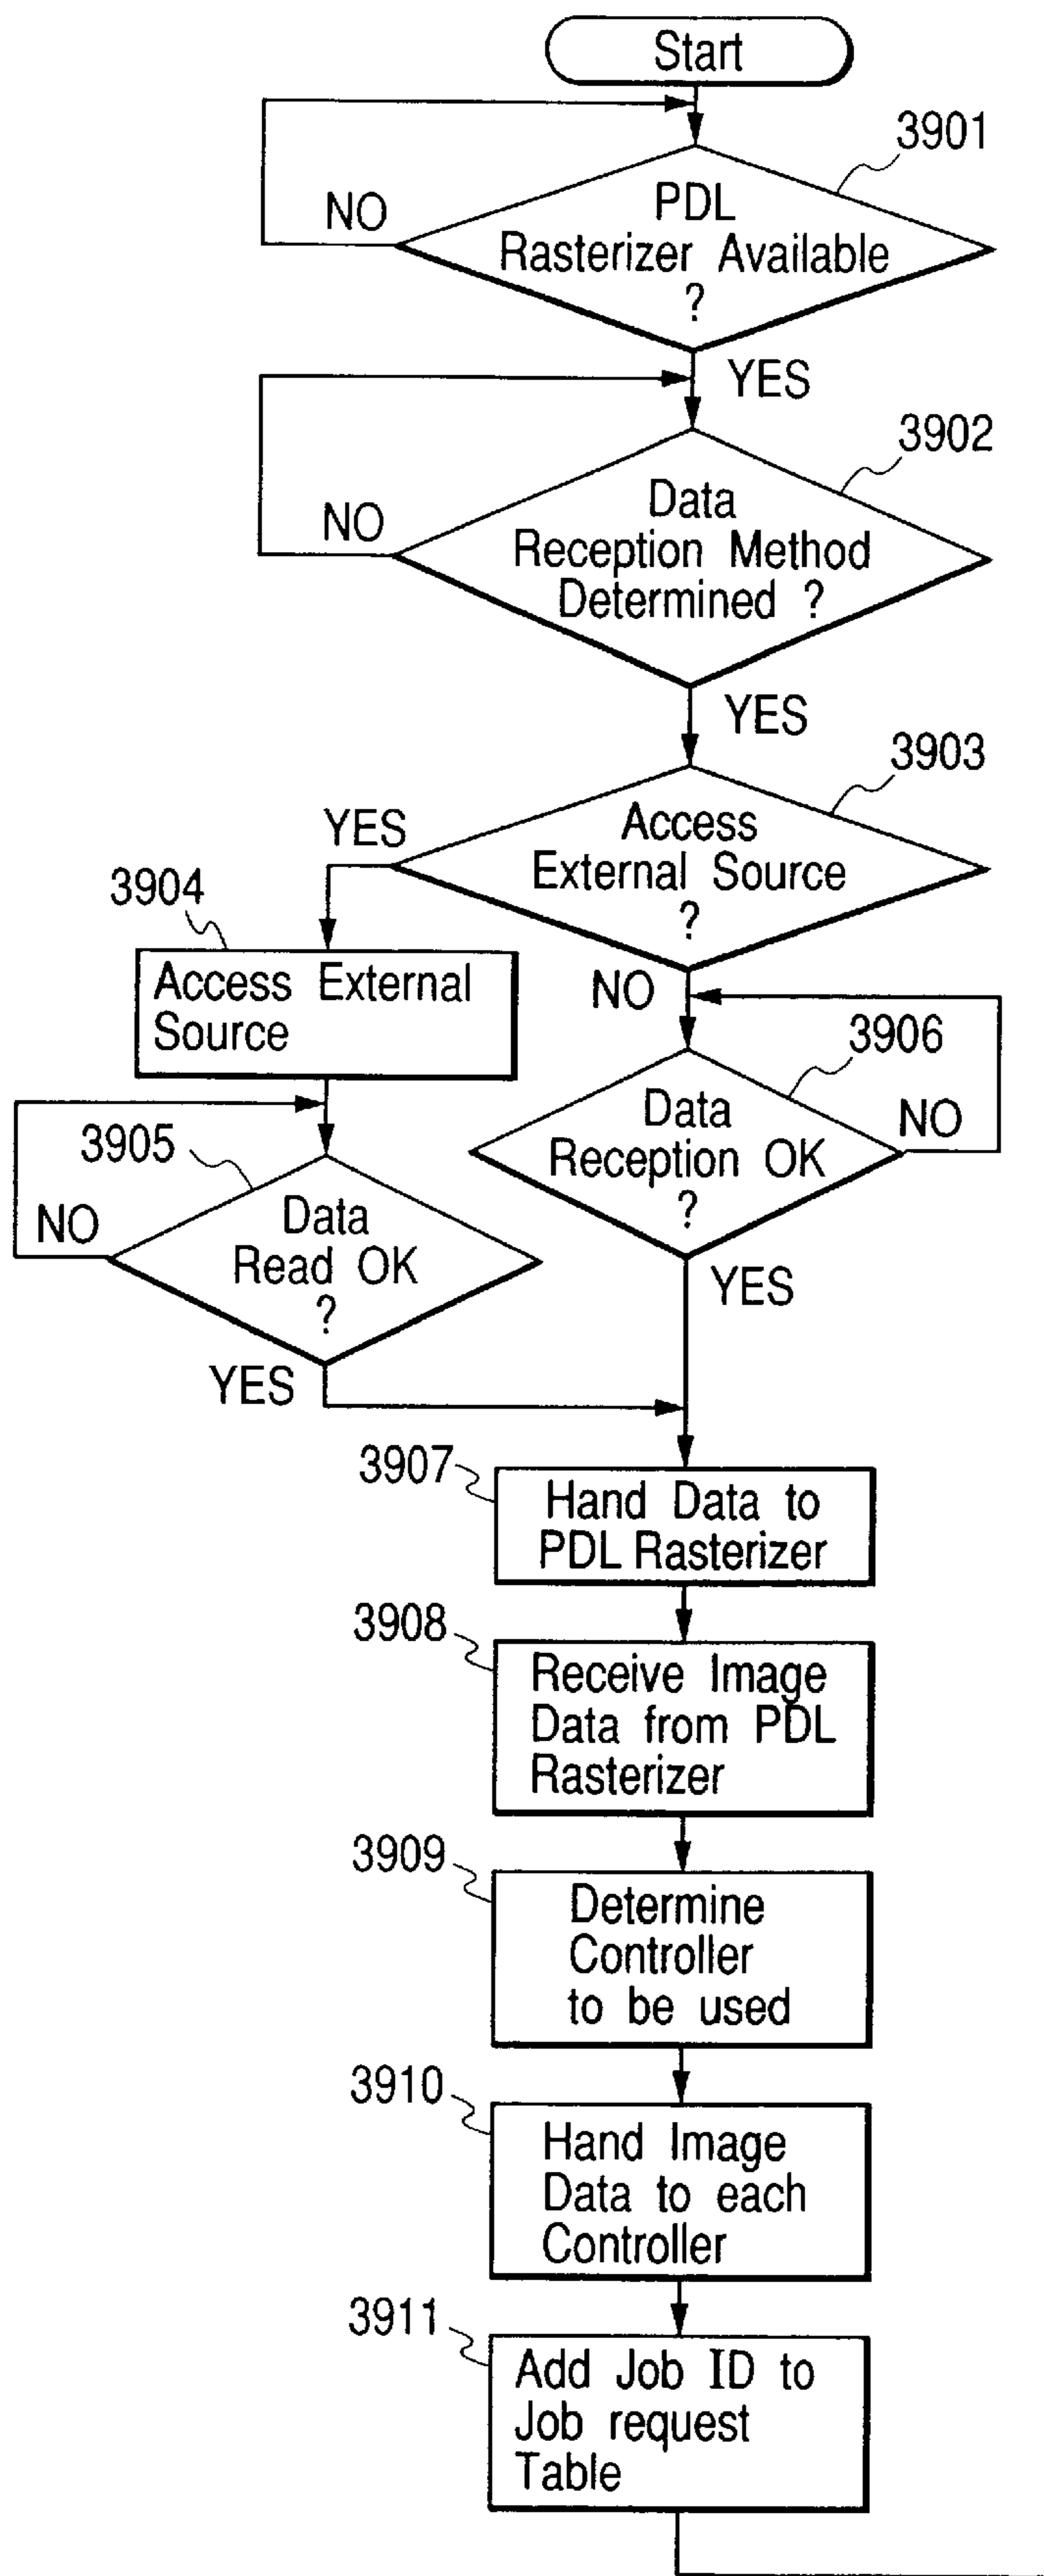 Start
3901
PDL
Rasterizer Available
?
NO
YES
3902
Data
Reception Method
Determined ?
NO
YES
3903
Access
External Source
?
YES
NO
3904
Access External
Source
3906
Data
Reception OK
?
NO
YES
3905
Data
Read OK
?
NO
YES
3907
Hand Data to
PDL Rasterizer
3908
Receive Image
Data from PDL
Rasterizer
3909
Determine
Controller
to be used
3910
Hand Image
Data to each
Controller
3911
Add Job ID to
Job request
Table